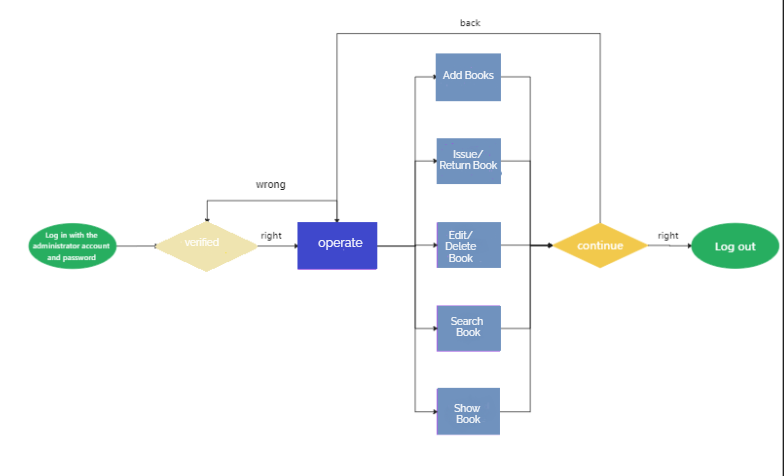 back
Add Books
Issue/
Return Book
wrong
Log in with the
administrator account
and password
verified
right
operate
Edit/
Delete
Book
continue
right
Log out
Search
Book
Show
Book